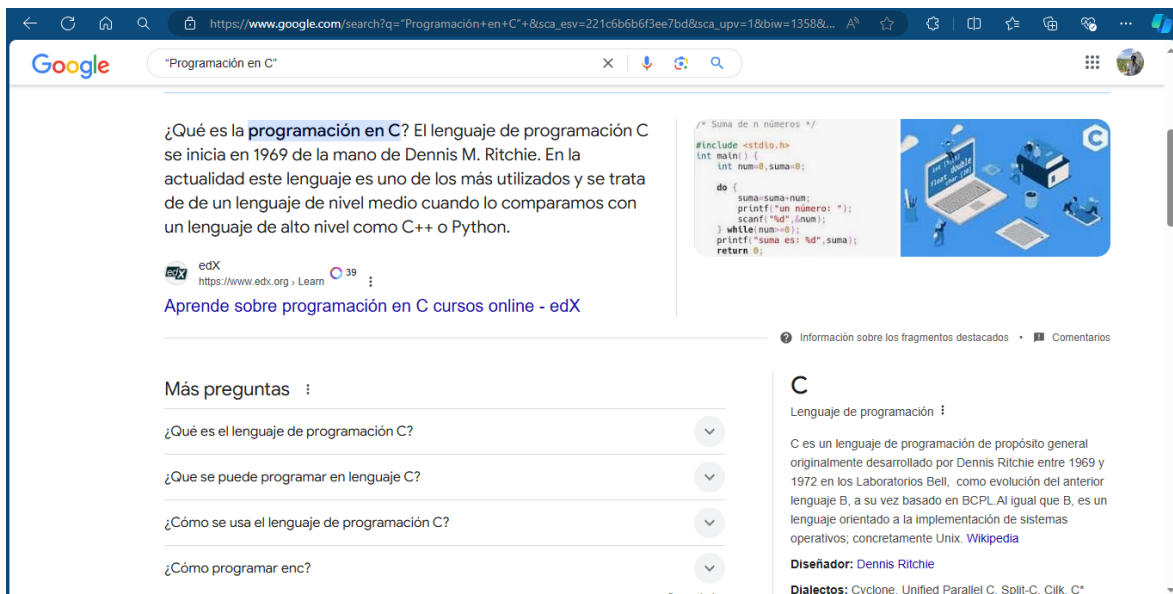 https://www.google.com/search?q="Programación+en+C"+&sca_esv=221c6b6b6f3ee7bd&sca_upv=1&biw=1358&...
Google
"Programación en C"
¿Qué es la programación en C? El lenguaje de programación C
se inicia en 1969 de la mano de Dennis M. Ritchie. En la
actualidad este lenguaje es uno de los más utilizados y se trata
de de un lenguaje de nivel medio cuando lo comparamos con
un lenguaje de alto nivel como C++ o Python.
edX
https://www.edx.org › Learn
39
Aprende sobre programación en C cursos online - edX
/* Suma de n números */
#include <stdio.h>
int main() {
int num=0,suma=0;
do {
suma=suma+num;
printf("un número: ");
scanf("%d",&num);
} while(num>=0);
printf("suma es: %d",suma);
return 0;
C
double
float
Información sobre los fragmentos destacados • Comentarios
Más preguntas
¿Qué es el lenguaje de programación C?
¿Que se puede programar en lenguaje C?
¿Cómo se usa el lenguaje de programación C?
¿Cómo programar enc?
C
Lenguaje de programación
C es un lenguaje de programación de propósito general
originalmente desarrollado por Dennis Ritchie entre 1969 y
1972 en los Laboratorios Bell, como evolución del anterior
lenguaje B, a su vez basado en BCPL.Al igual que B, es un
lenguaje orientado a la implementación de sistemas
operativos; concretamente Unix. Wikipedia
Diseñador: Dennis Ritchie
Dialectos: Cyclone, Unified Parallel C, Split-C, Cilk, C*